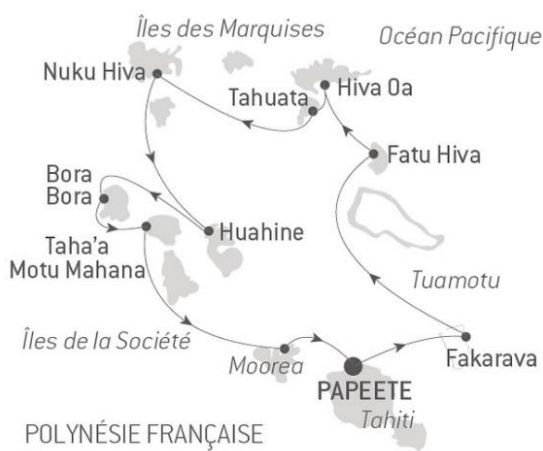 Îles des Marquises
Océan Pacifique
Nuku Hiva
Tahuata
Hiva Oa
Fatu Hiva
Bora
Bora
Huahine
Taha'a
Motu Mahana
Tuamotu
Îles de la Société
Moorea
Fakarava
PAPEETE
Tahiti
POLYNÉSIE FRANÇAISE